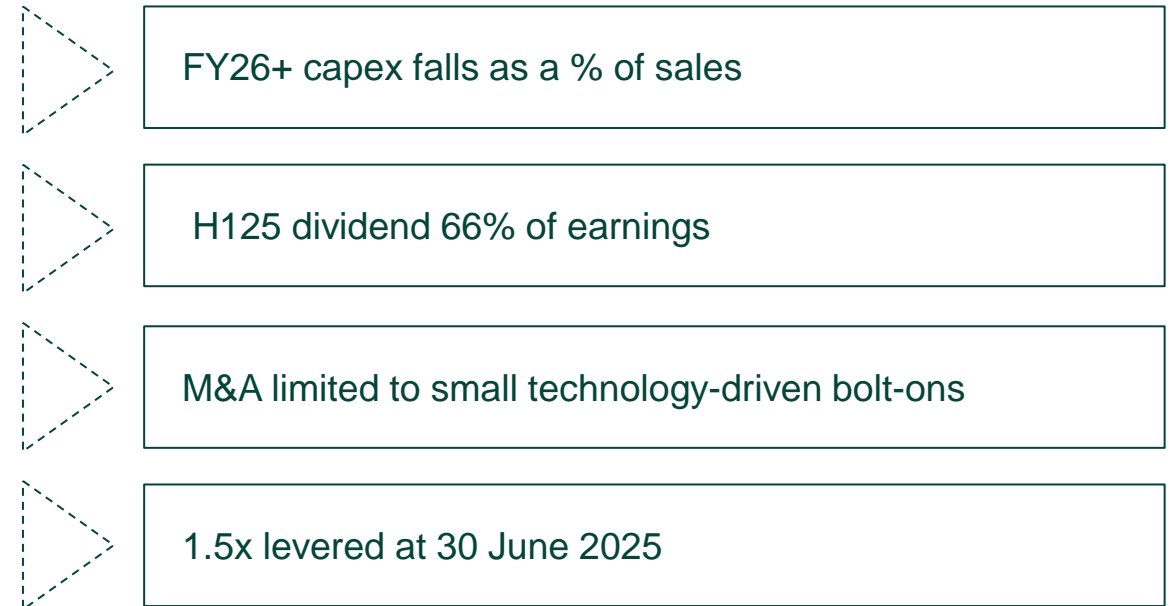 FY26+ capex falls as a % of sales
H125 dividend 66% of earnings
M&A limited to small technology-driven bolt-ons
1.5x levered at 30 June 2025